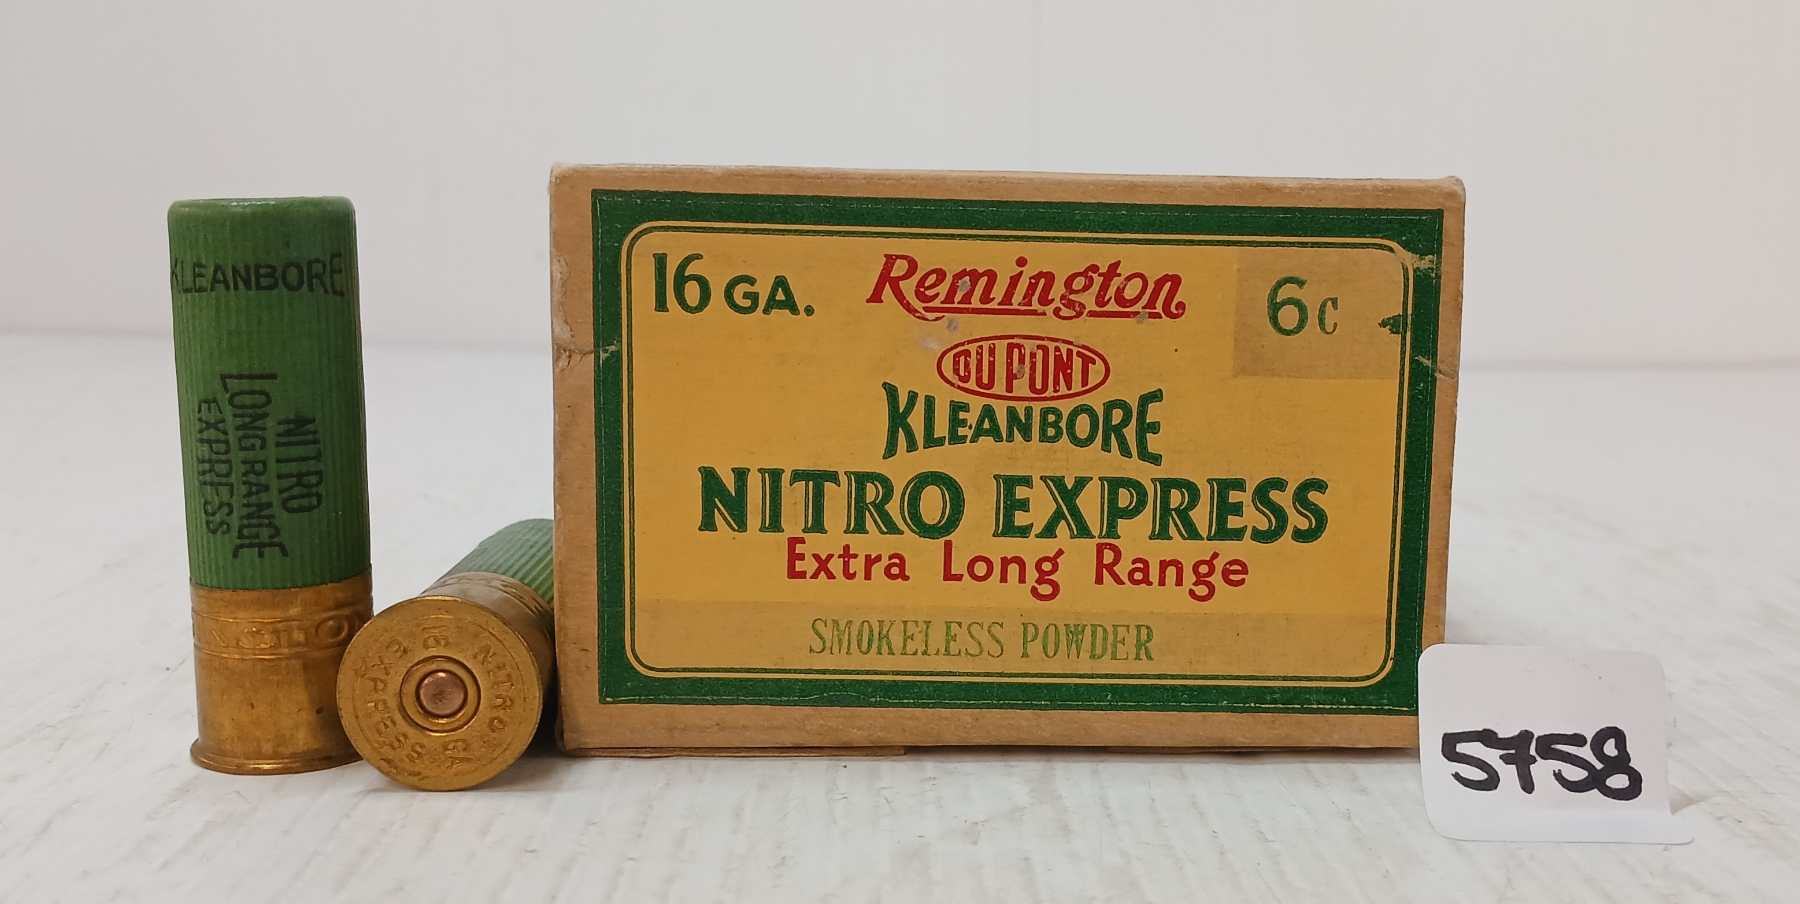 KLEANBORE
NITRO
LONG RANGE
EXPRESS
16 GA
NITRO
EXPRESS
16 GA.
Remington
6 C
DU PONT
KLEANBORE
NITRO EXPRESS
Extra Long Range
SMOKELESS POWDER
5758